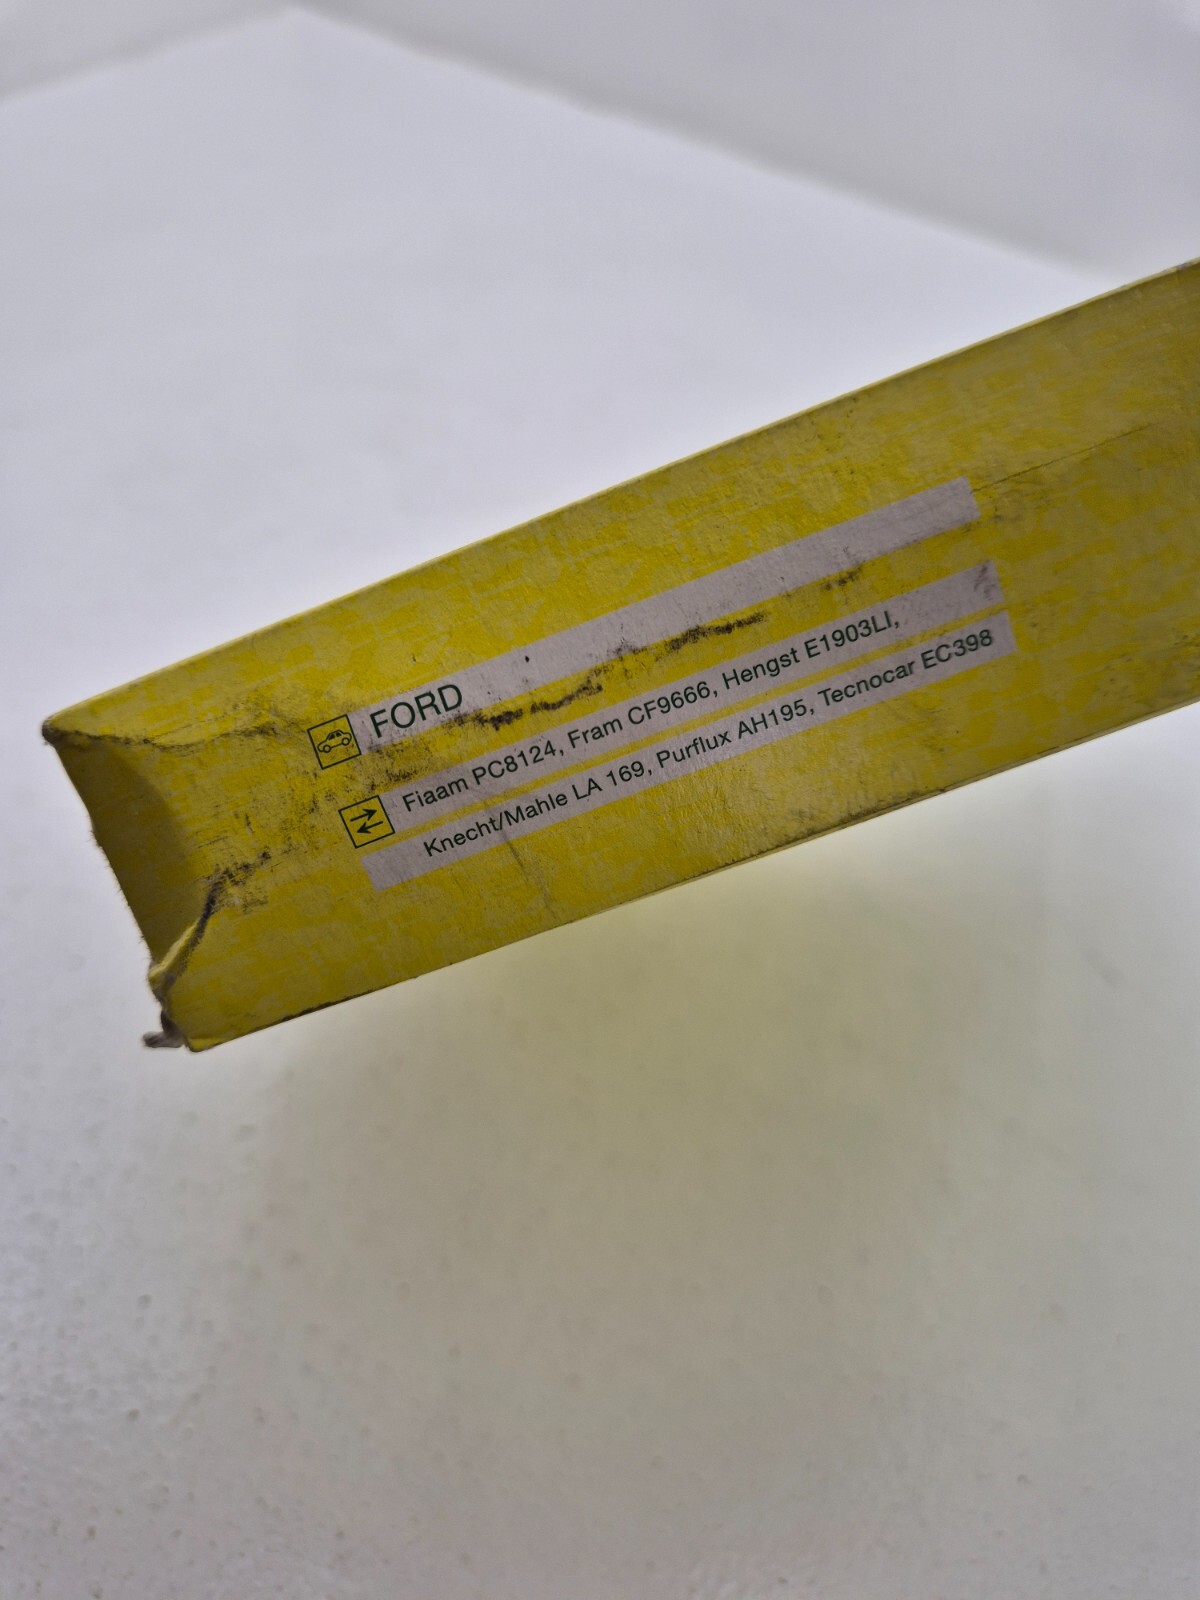 FORD
Fiaam PC8124, Fram CF9666, Hengst E1903LI,
Knecht/Mahle LA 169, Purflux AH195, Tecnocar EC398